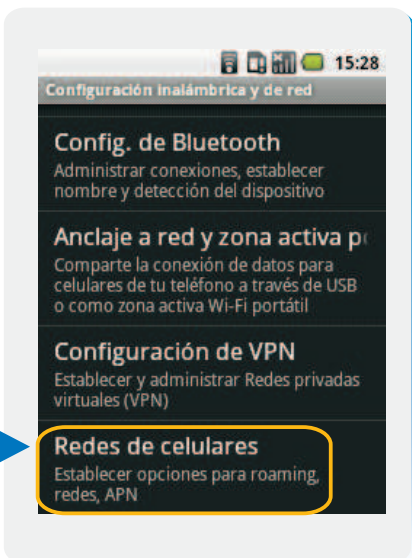 15:28
Configuración inalámbrica y de red
Config. de Bluetooth
Administrar conexiones, establecer
nombre y detección del dispositivo
Anclaje a red y zona activa
Comparte la conexión de datos para
celulares de tu teléfono a través de USB
o como zona activa Wi-Fi portátil
Configuración de VPN
Establecer y administrar Redes privadas
virtuales (VPN)
Redes de celulares
Establecer opciones para roaming,
redes, APN